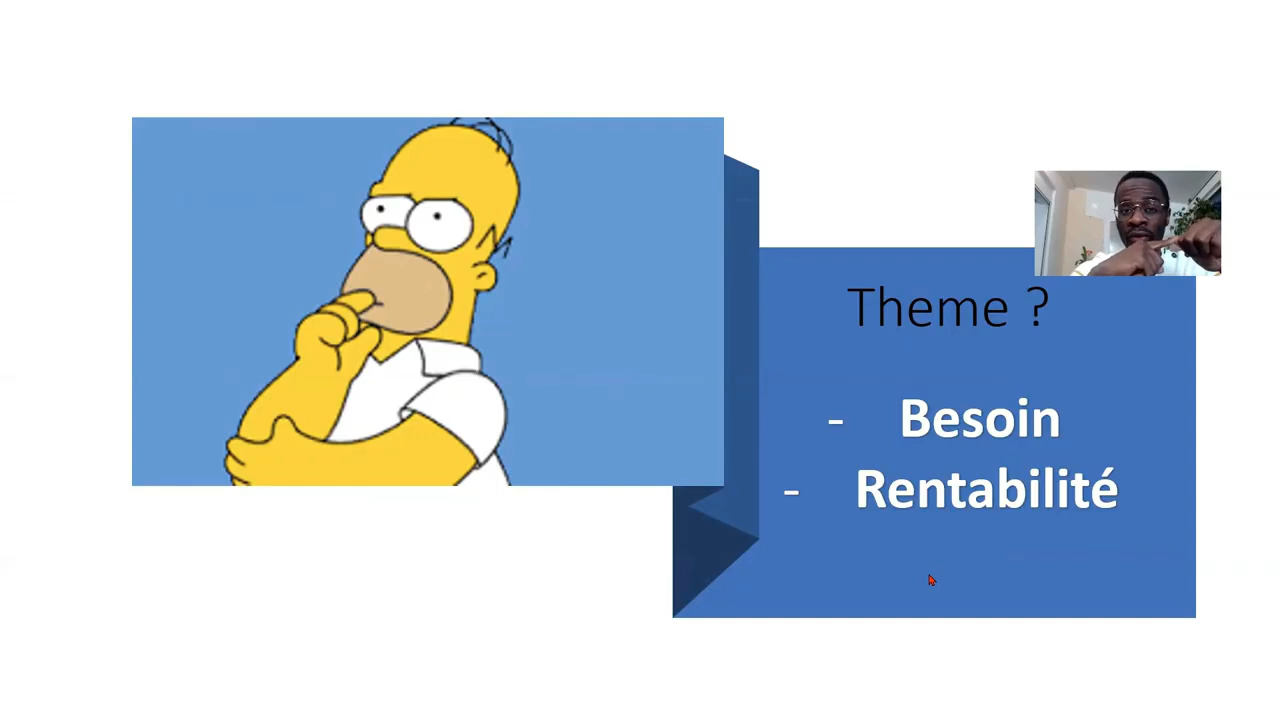 Theme ?
- Besoin
- Rentabilité